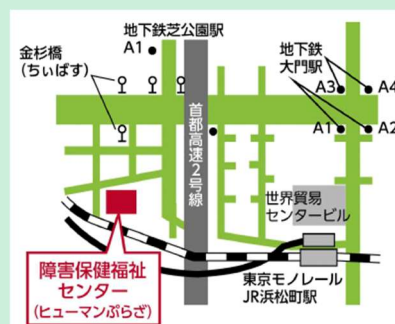 地下鉄芝公園駅
A1
金杉橋
(ちぃばす)
地下鉄
大門駅
A3
A4
A1
A2
首都高速2号線
世界貿易
センタービル
障害保健福祉
センター
(ヒューマンぷらざ)
東京モノレール
JR浜松町駅